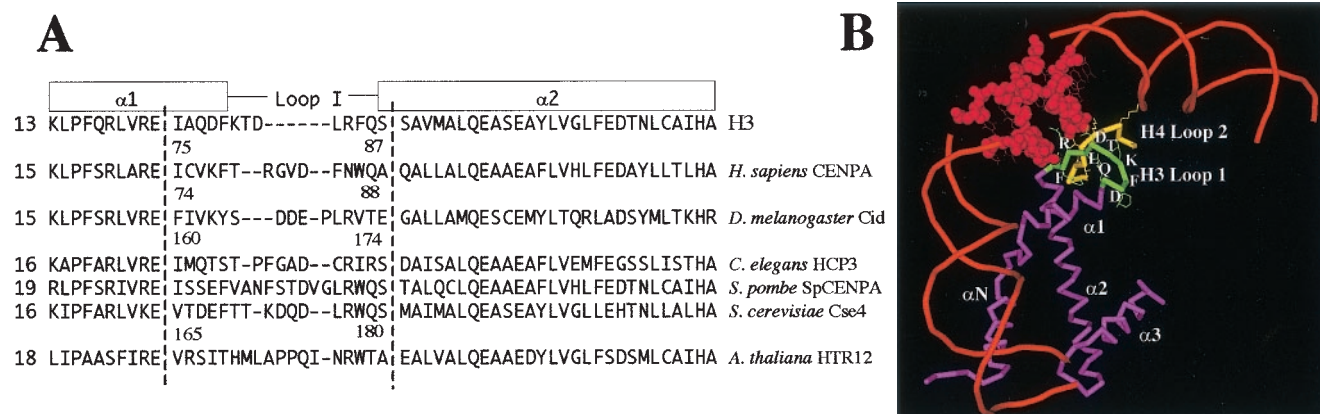 A
B
α1 Loop I α2
13 KLPFQRLVRE IAQDFKTD------LRFQS SAVMALQEASEAYLVGLFEDTNLCAIHA H3
75 87
15 KLPFSRLARE ICVKFT--RGVD--FNWQA QALLALQEAAEAFLVHLFEDAYLLTLHA H. sapiens CENPA
74 88
15 KLPFSRLVRE FIVKYS---DDE-PLRVTE GALLAMQESCEMYLTQRLADSYMLTKHR D. melanogaster Cid
160 174
16 KAPFARLVRE IMQTST-PFGAD--CRIRS DAISALQEAAEAFLVEMFEGSSLISTHA C. elegans HCP3
19 RLPFSRIVRE ISSEFVANFSTDVGLRWQS TALQCLQEAAEAFLVHLFEDTNLCAIHA S. pombe SpCENPA
16 KIPFARLVKE VTDEFTT-KDQD--LRWQS MAIMALQEASEAYLVGLLEHTNLLALHA S. cerevisiae Cse4
165 180
18 LIPAASFIRE VRSITHMLAPPQI-NRWTA EALVALQEAAEDYLVGLFSDSMLCAIHA A. thaliana HTR12
H4 Loop 2
H3 Loop 1
R D T L K Q F F D
α1
αN
α2
α3